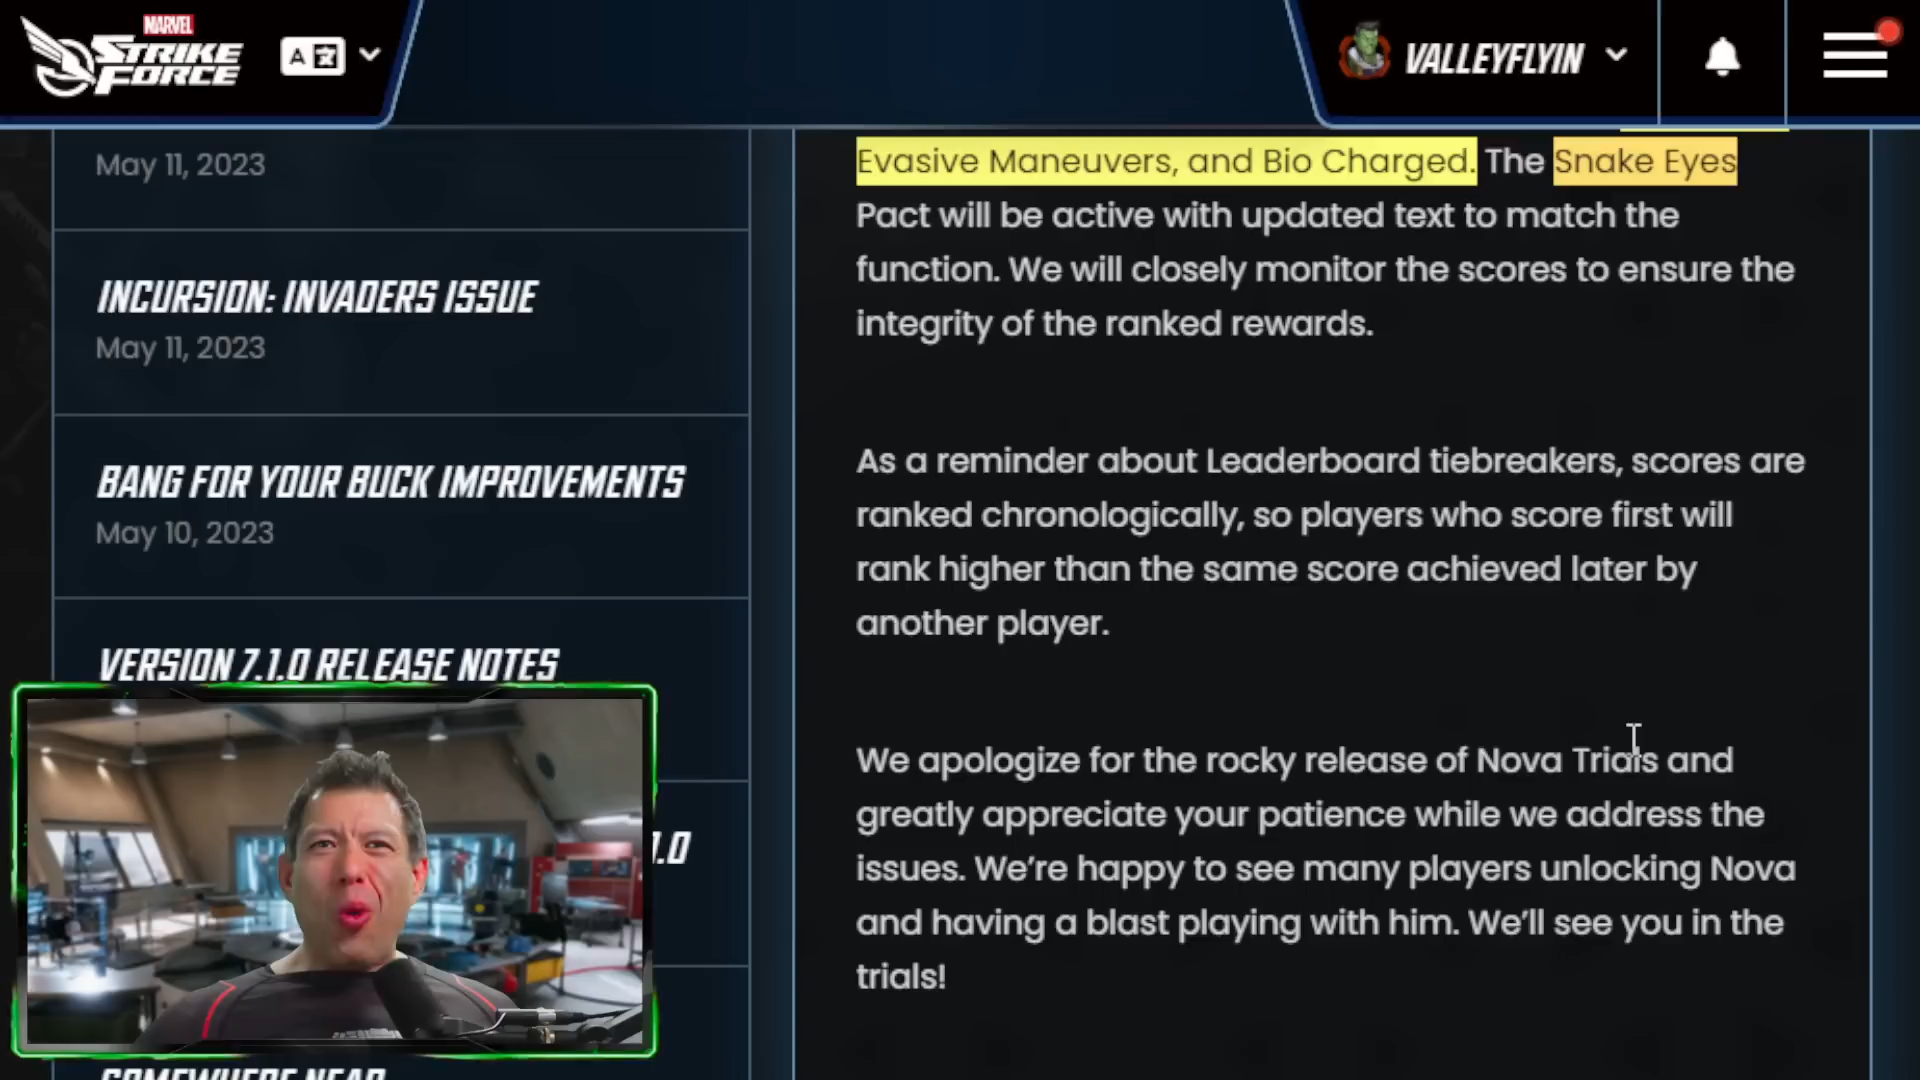 MARVEL
STRIKE
FORCE
A
VALLEYFLYIN
May 11, 2023
INCURSION: INVADERS ISSUE
May 11, 2023
BANG FOR YOUR BUCK IMPROVEMENTS
May 10, 2023
VERSION 7.1.0 RELEASE NOTES
.0
Evasive Maneuvers, and Bio Charged. The Snake Eyes
Pact will be active with updated text to match the
function. We will closely monitor the scores to ensure the
integrity of the ranked rewards.
As a reminder about Leaderboard tiebreakers, scores are
ranked chronologically, so players who score first will
rank higher than the same score achieved later by
another player.
We apologize for the rocky release of Nova Trials and
greatly appreciate your patience while we address the
issues. We're happy to see many players unlocking Nova
and having a blast playing with him. We'll see you in the
trials!